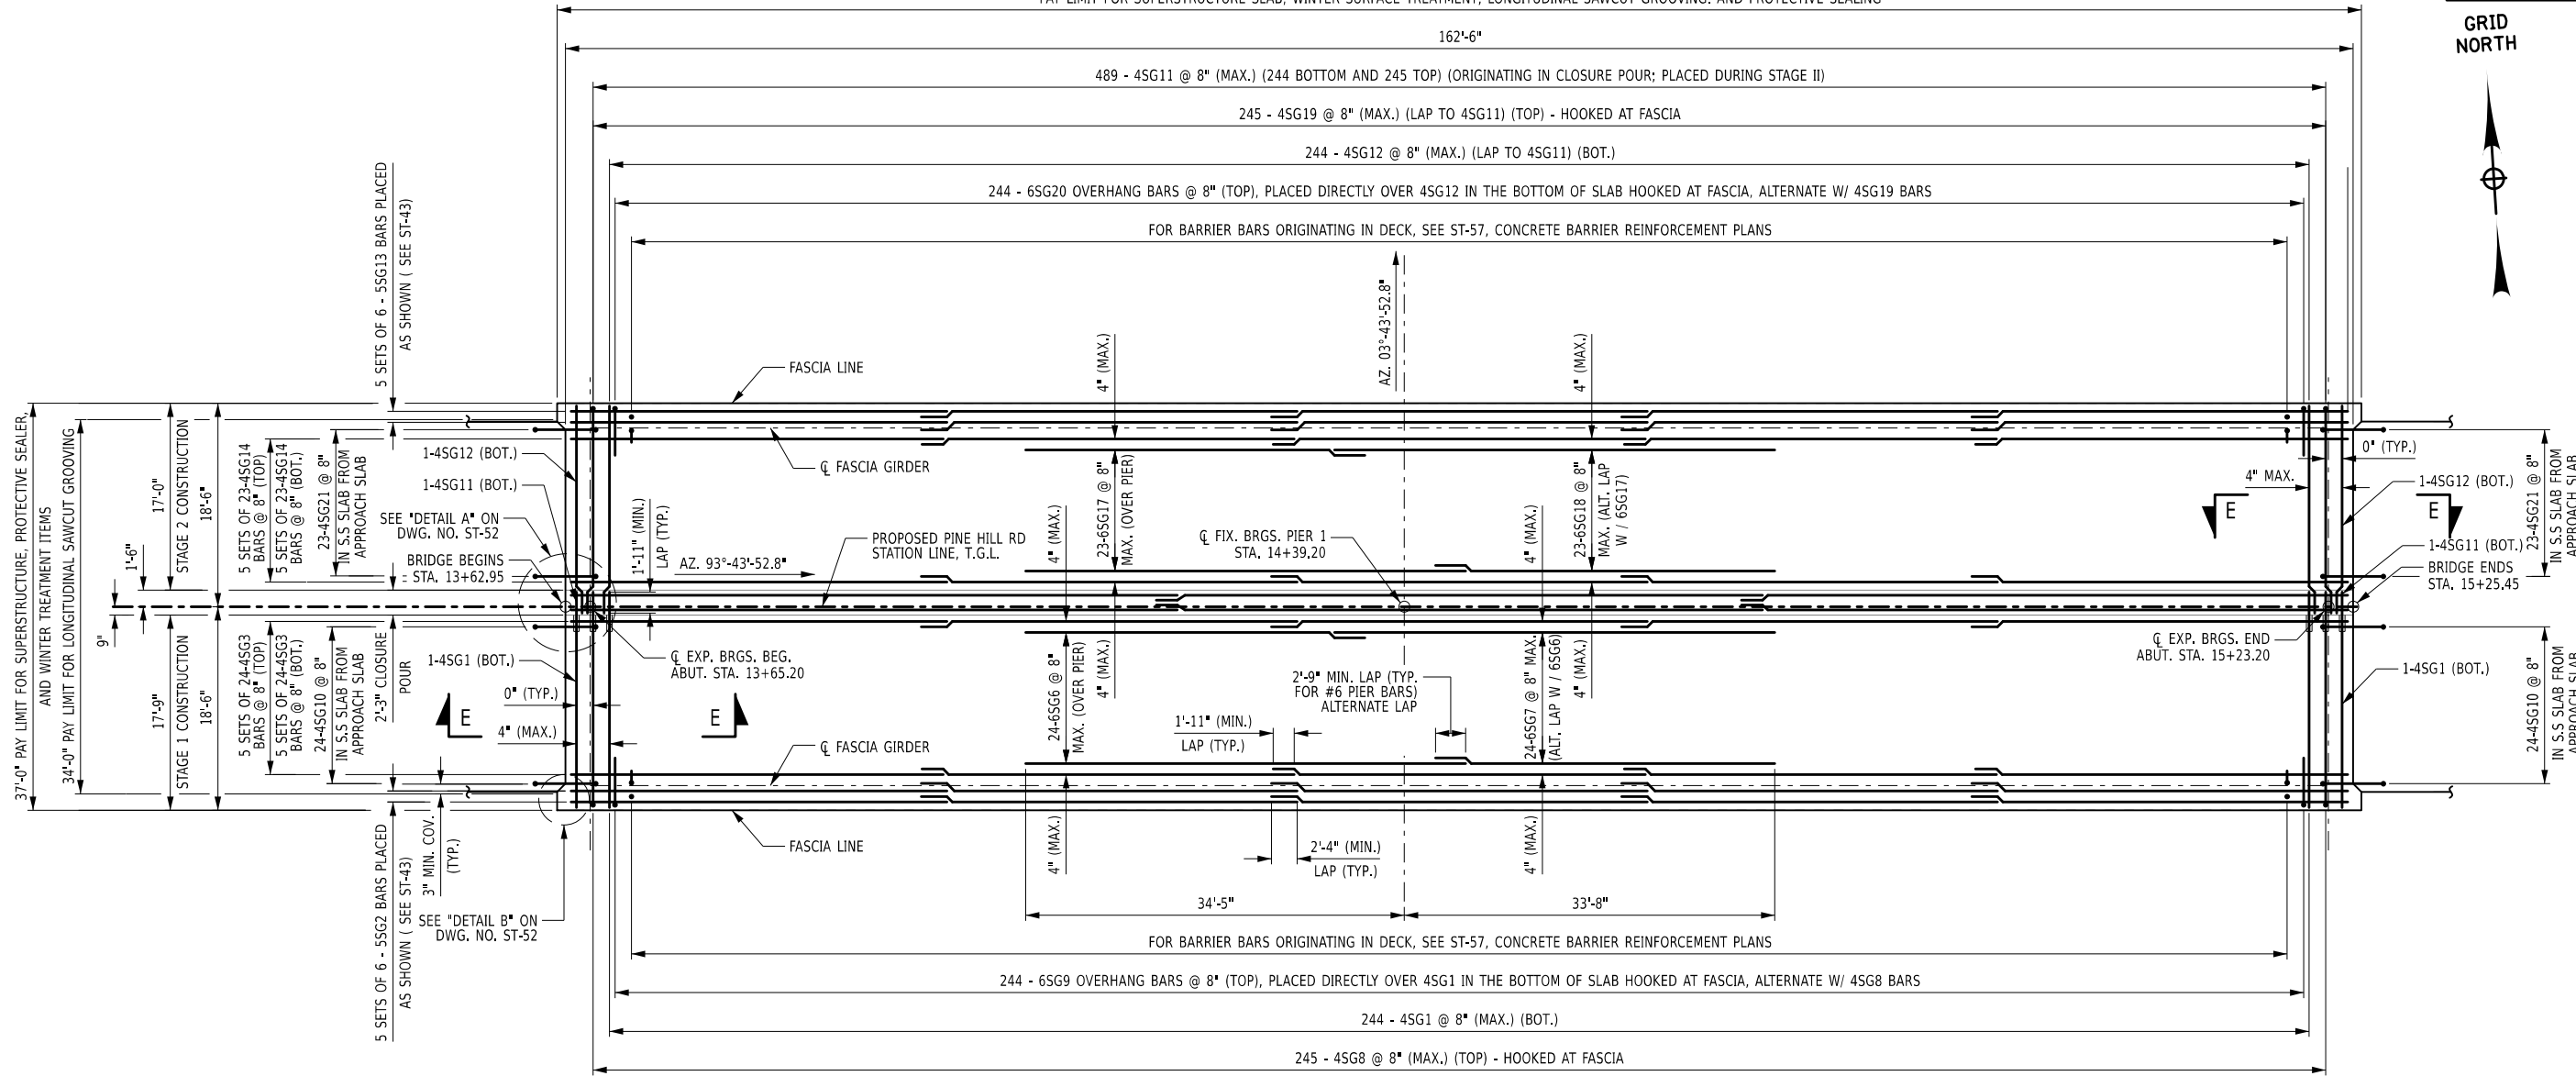 PAY LIMIT FOR SUPERSTRUCTURE SLAB, WINTER SURFACE TREATMENT, LONGITUDINAL SAWCUT GROOVING, AND PROTECTIVE SEALING
GRID
NORTH
162'-6"
489 - 4SG11 @ 8" (MAX.) (244 BOTTOM AND 245 TOP) (ORIGINATING IN CLOSURE POUR; PLACED DURING STAGE II)
245 - 4SG19 @ 8" (MAX.) (LAP TO 4SG11) (TOP) - HOOKED AT FASCIA
244 - 4SG12 @ 8" (MAX.) (LAP TO 4SG11) (BOT.)
244 - 6SG20 OVERHANG BARS @ 8" (TOP), PLACED DIRECTLY OVER 4SG12 IN THE BOTTOM OF SLAB HOOKED AT FASCIA, ALTERNATE W/ 4SG19 BARS
FOR BARRIER BARS ORIGINATING IN DECK, SEE ST-57, CONCRETE BARRIER REINFORCEMENT PLANS
5 SETS OF 6 - 5SG13 BARS PLACED
AS SHOWN ( SEE ST-43)
AZ. 03°-43'-52.8"
FASCIA LINE
4" (MAX.)
4" (MAX.)
℄ FASCIA GIRDER
37'-0" PAY LIMIT FOR SUPERSTRUCTURE, PROTECTIVE SEALER,
AND WINTER TREATMENT ITEMS
34'-0" PAY LIMIT FOR LONGITUDINAL SAWCUT GROOVING
9"
1'-6"
17'-0"
STAGE 2 CONSTRUCTION
18'-6"
5 SETS OF 23-4SG14
BARS @ 8" (TOP)
5 SETS OF 23-4SG14
BARS @ 8" (BOT.)
23-4SG21 @ 8"
IN S.S SLAB FROM
APPROACH SLAB
1-4SG12 (BOT.)
1-4SG11 (BOT.)
SEE "DETAIL A" ON
DWG. NO. ST-52
BRIDGE BEGINS
STA. 13+62.95
1'-11" (MIN.)
LAP (TYP.)
AZ. 93°-43'-52.8"
PROPOSED PINE HILL RD
STATION LINE, T.G.L.
23-6SG17 @ 8"
MAX. (OVER PIER)
4" (MAX.)
℄ FIX. BRGS. PIER 1
STA. 14+39.20
4" (MAX.)
23-6SG18 @ 8"
MAX. (ALT. LAP
W / 6SG17)
0" (TYP.)
4" MAX.
E
E
1-4SG12 (BOT.)
1-4SG11 (BOT.)
BRIDGE ENDS
STA. 15+25.45
23-4SG21 @ 8"
IN S.S SLAB FROM
APPROACH SLAB
17'-9"
STAGE 1 CONSTRUCTION
18'-6"
5 SETS OF 24-4SG3
BARS @ 8" (TOP)
5 SETS OF 24-4SG3
BARS @ 8" (BOT.)
24-4SG10 @ 8"
IN S.S SLAB FROM
APPROACH SLAB
2'-3" CLOSURE
POUR
1-4SG1 (BOT.)
0" (TYP.)
4" (MAX.)
E
E
℄ EXP. BRGS. BEG.
ABUT. STA. 13+65.20
℄ FASCIA GIRDER
24-6SG6 @ 8"
MAX. (OVER PIER)
4" (MAX.)
1'-11" (MIN.)
LAP (TYP.)
2'-9" MIN. LAP (TYP.
FOR #6 PIER BARS)
ALTERNATE LAP
24-6SG7 @ 8" MAX.
(ALT. LAP W / 6SG6)
4" (MAX.)
℄ EXP. BRGS. END
ABUT. STA. 15+23.20
1-4SG1 (BOT.)
24-4SG10 @ 8"
IN S.S SLAB FROM
APPROACH SLAB
5 SETS OF 6 - 5SG2 BARS PLACED
AS SHOWN ( SEE ST-43)
3" MIN. COV.
(TYP.)
SEE "DETAIL B" ON
DWG. NO. ST-52
FASCIA LINE
4" (MAX.)
2'-4" (MIN.)
LAP (TYP.)
4" (MAX.)
34'-5"
33'-8"
FOR BARRIER BARS ORIGINATING IN DECK, SEE ST-57, CONCRETE BARRIER REINFORCEMENT PLANS
244 - 6SG9 OVERHANG BARS @ 8" (TOP), PLACED DIRECTLY OVER 4SG1 IN THE BOTTOM OF SLAB HOOKED AT FASCIA, ALTERNATE W/ 4SG8 BARS
244 - 4SG1 @ 8" (MAX.) (BOT.)
245 - 4SG8 @ 8" (MAX.) (TOP) - HOOKED AT FASCIA